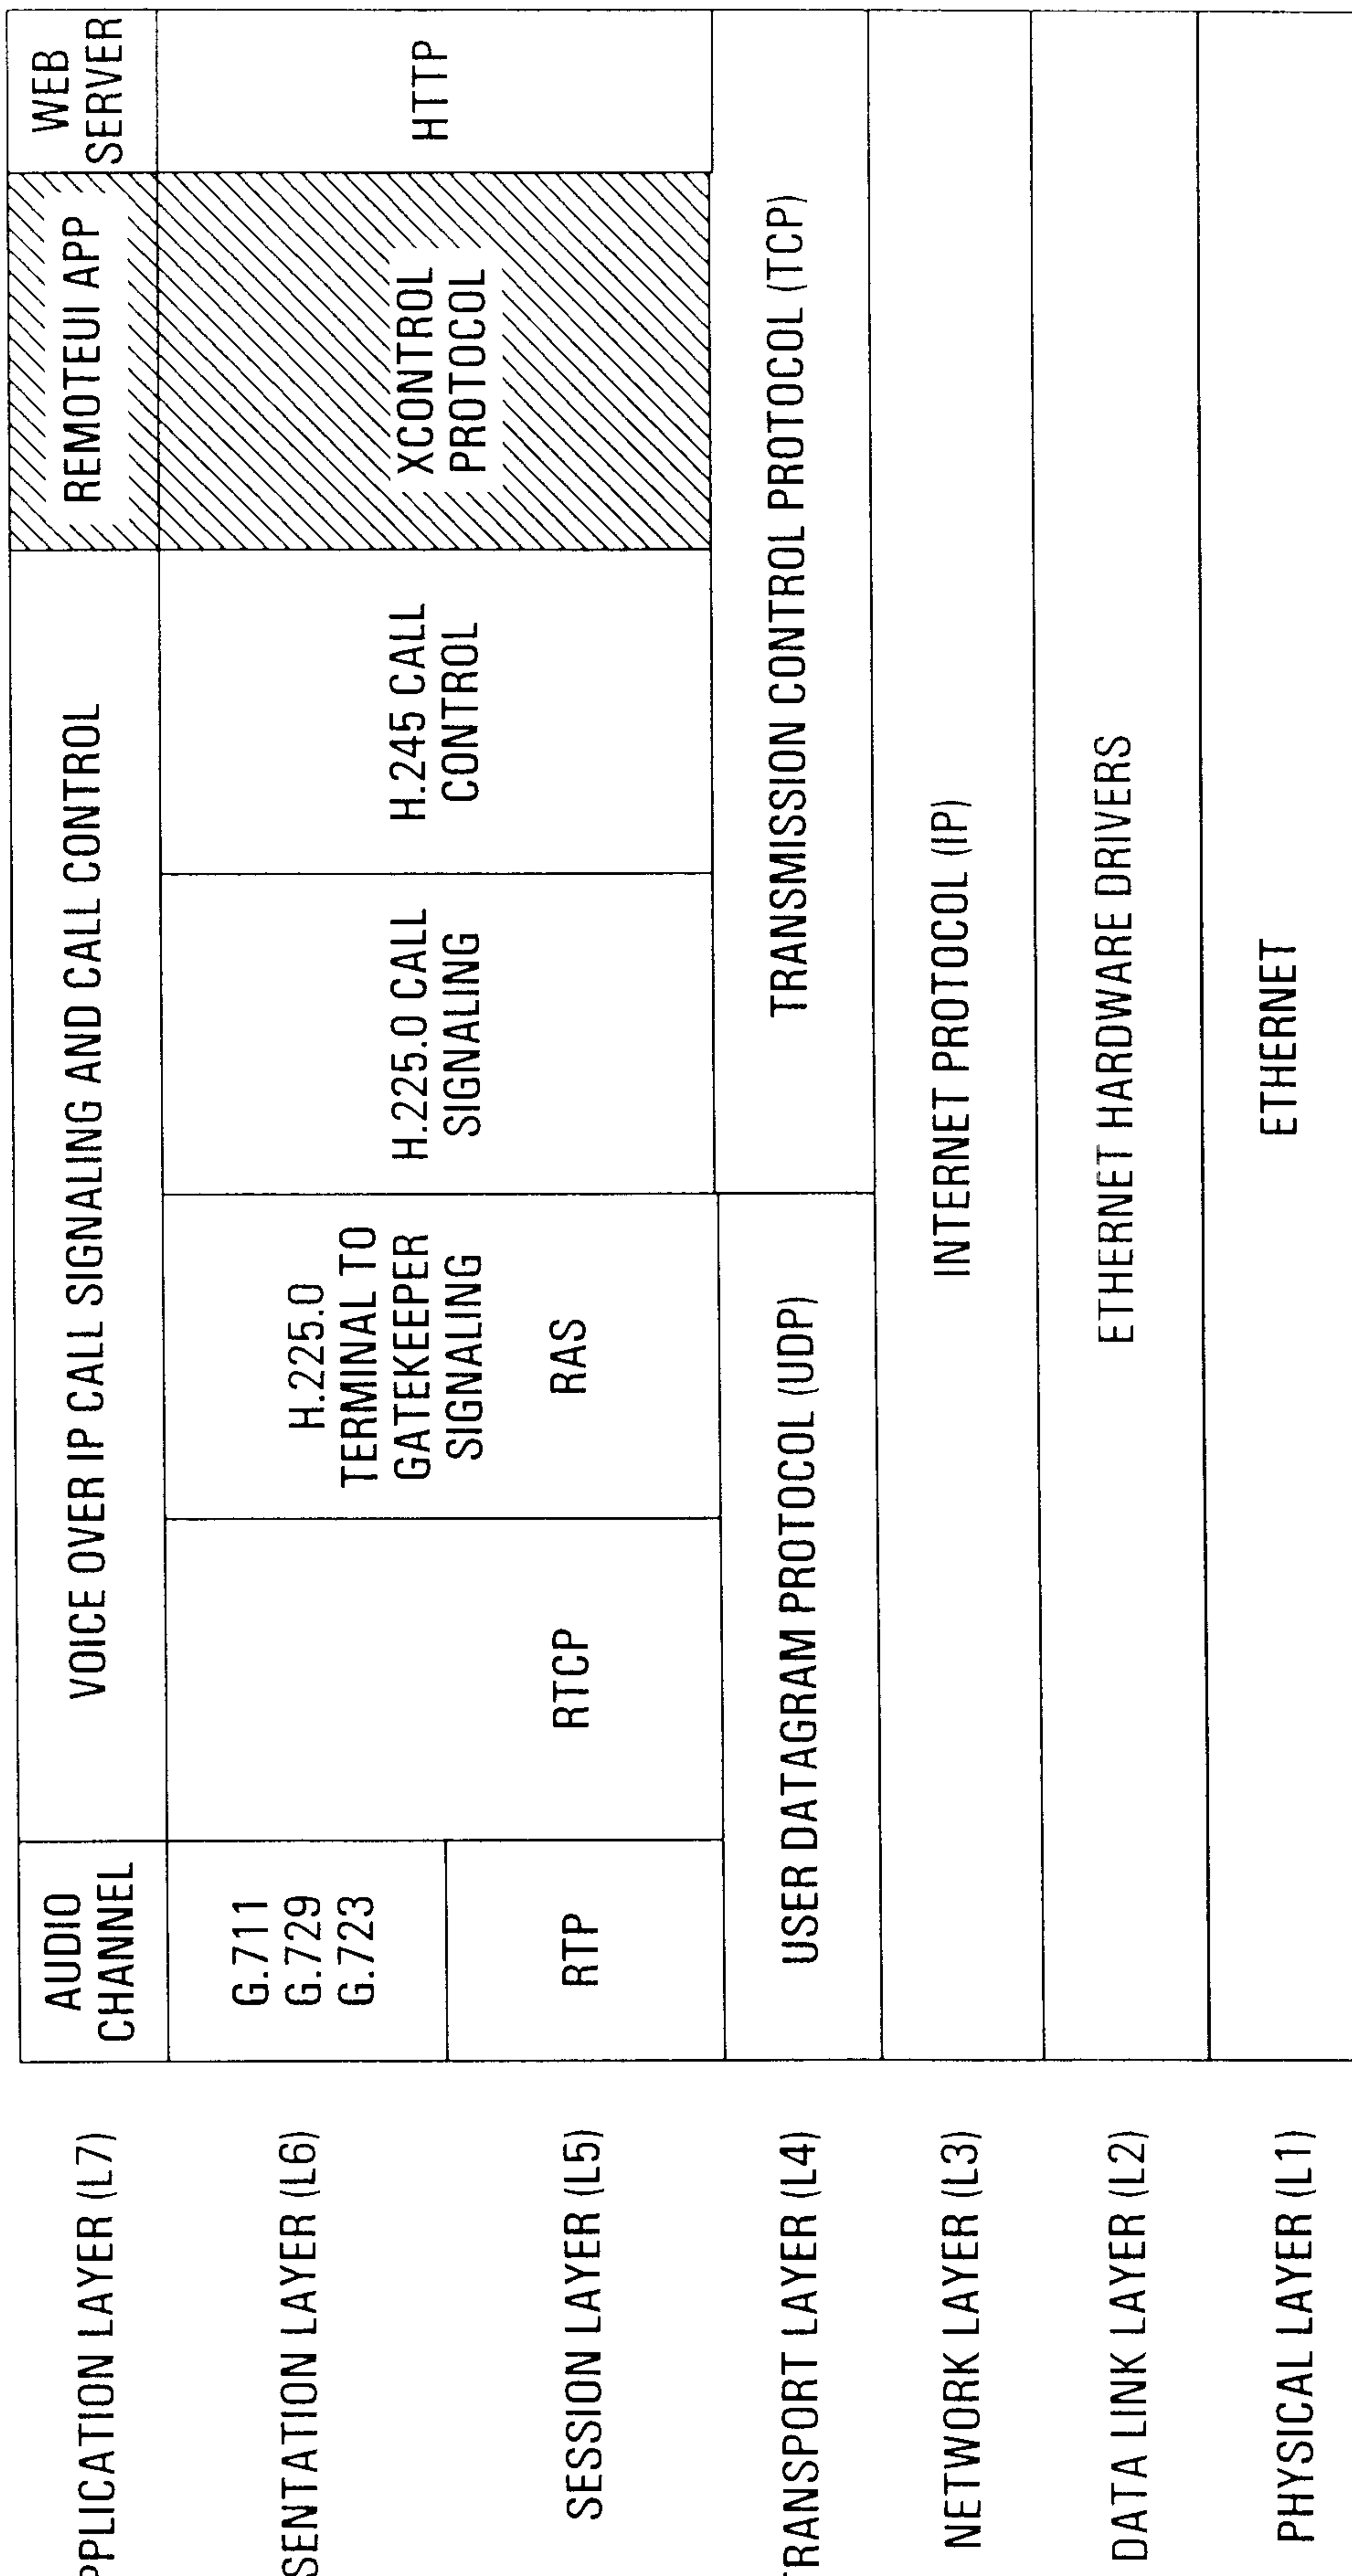 APPLICATION LAYER (L7)
AUDIO
CHANNEL
VOICE OVER IP CALL SIGNALING AND CALL CONTROL
REMOTEUI APP
WEB
SERVER
SENTATION LAYER (L6)
G.711
G.729
G.723
H.225.0
TERMINAL TO
GATEKEEPER
SIGNALING
H.225.0 CALL
SIGNALING
H.245 CALL
CONTROL
XCONTROL
PROTOCOL
HTTP
SESSION LAYER (L5)
RTP
RTCP
RAS
TRANSPORT LAYER (L4)
USER DATAGRAM PROTOCOL (UDP)
TRANSMISSION CONTROL PROTOCOL (TCP)
NETWORK LAYER (L3)
INTERNET PROTOCOL (IP)
DATA LINK LAYER (L2)
ETHERNET HARDWARE DRIVERS
PHYSICAL LAYER (L1)
ETHERNET